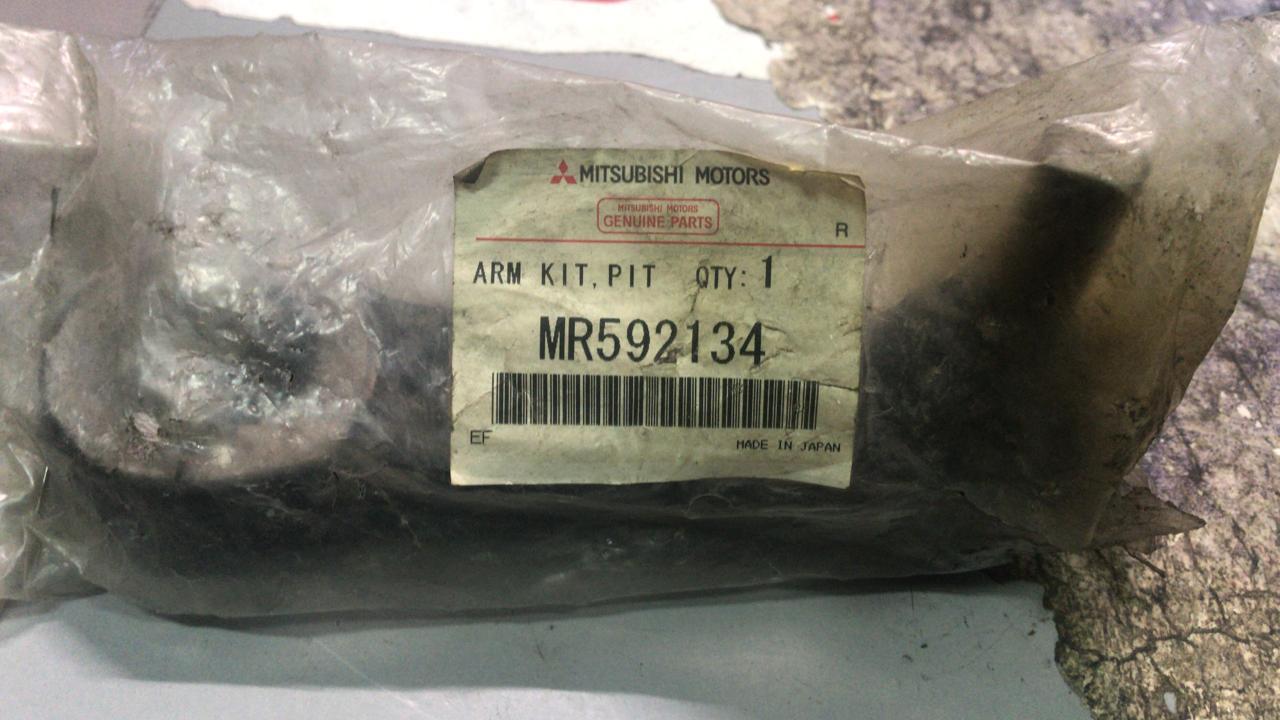 MITSUBISHI MOTORS
MITSUBISHI MOTORS
GENUINE PARTS
R
ARM KIT, PIT QTY: 1
MR592134
EF
MADE IN JAPAN